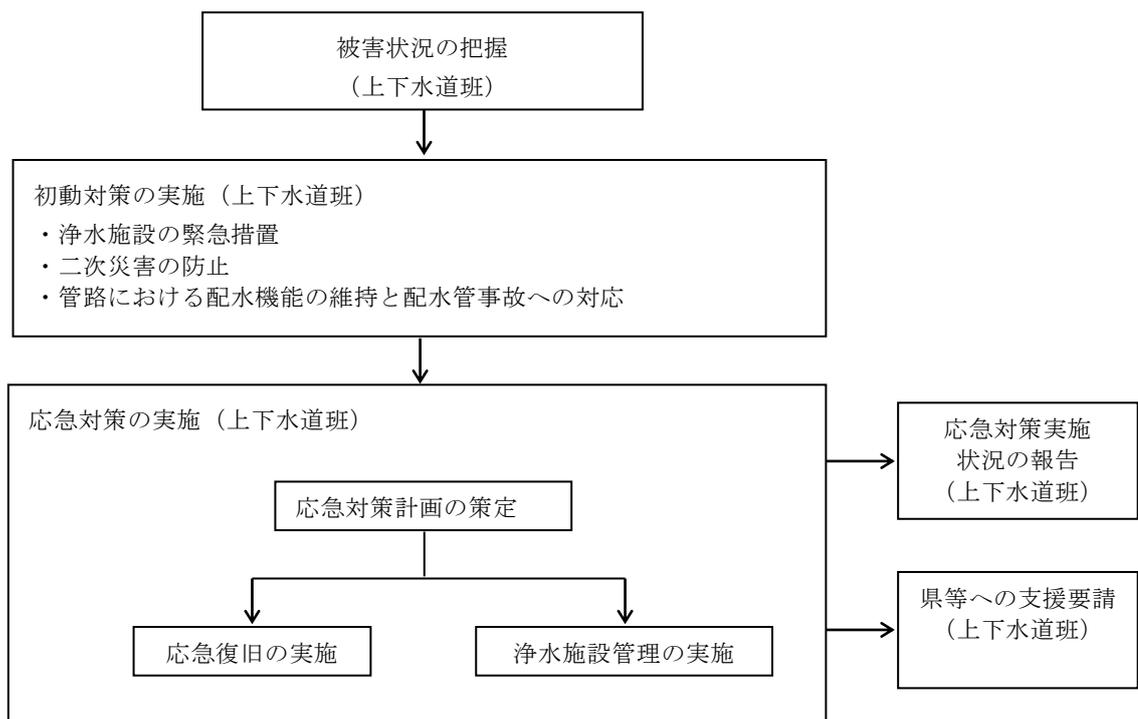 被害状況の把握
（上下水道班）
初動対策の実施（上下水道班）
・浄水施設の緊急措置
・二次災害の防止
・管路における配水機能の維持と配水管事故への対応
応急対策の実施（上下水道班）
応急対策計画の策定
応急復旧の実施
浄水施設管理の実施
応急対策実施
状況の報告
（上下水道班）
県等への支援要請
（上下水道班）